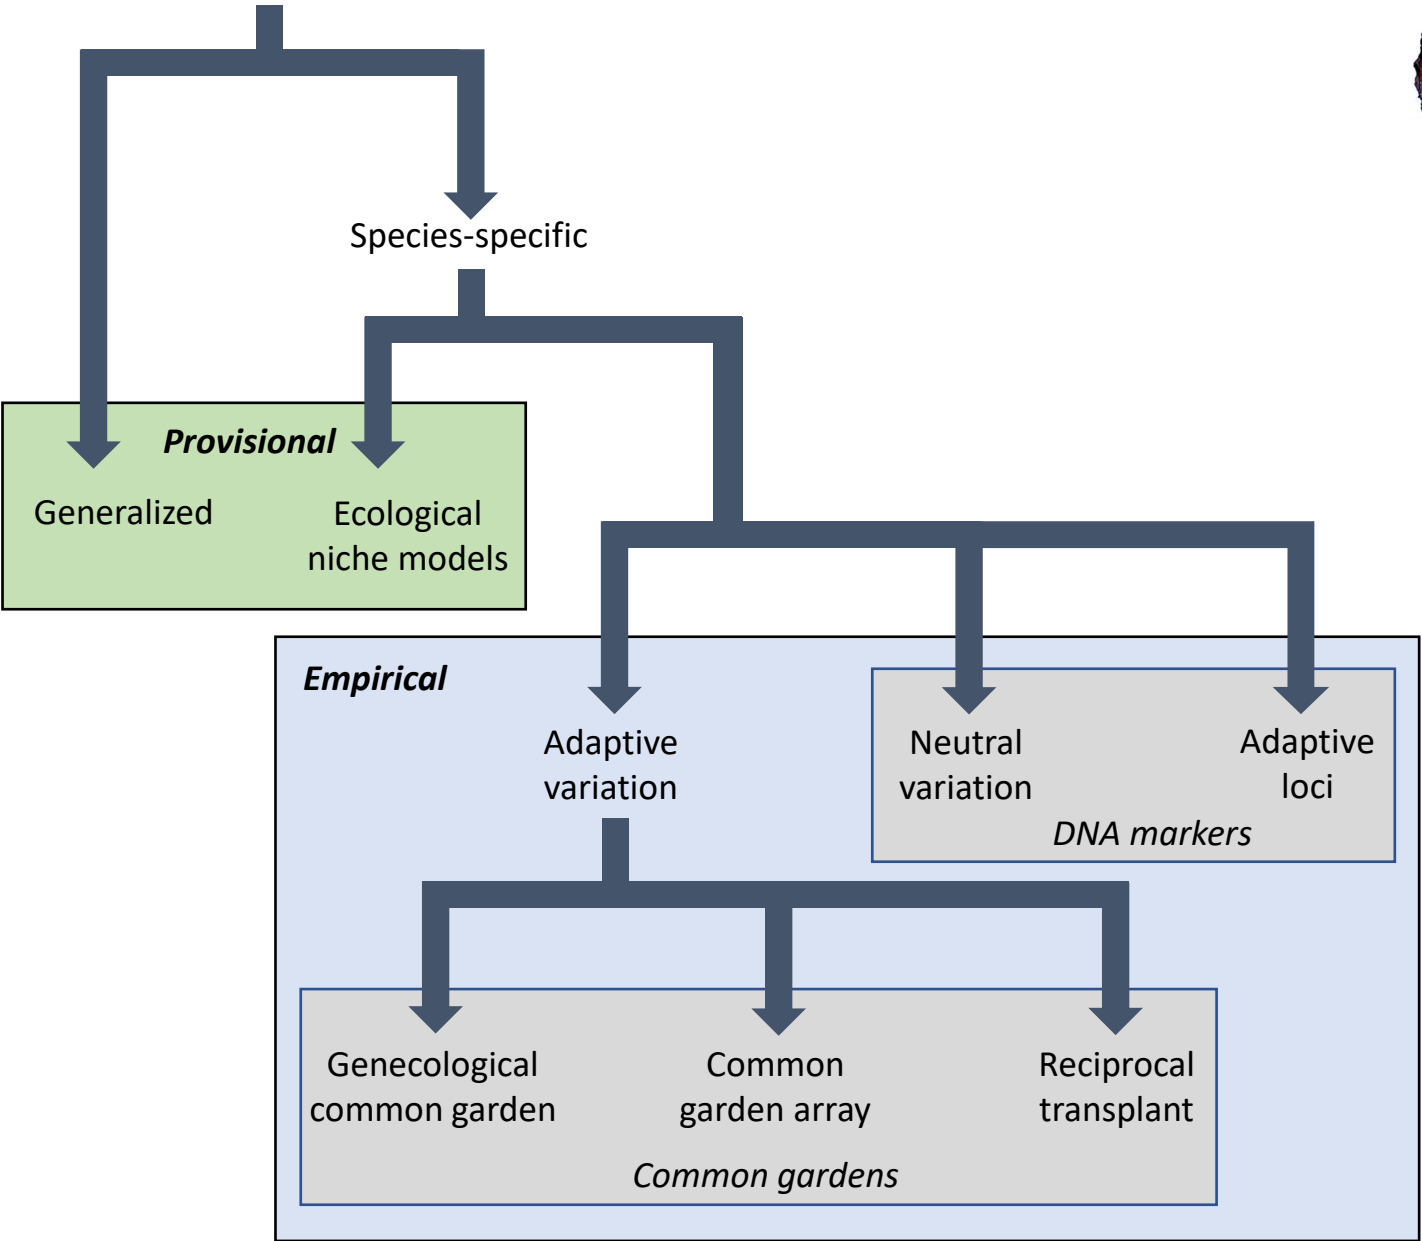 Species-specific
Provisional
Generalized
Ecological
niche models
Empirical
Adaptive
variation
Neutral
variation
Adaptive
loci
DNA markers
Genecological
common garden
Common
garden array
Reciprocal
transplant
Common gardens